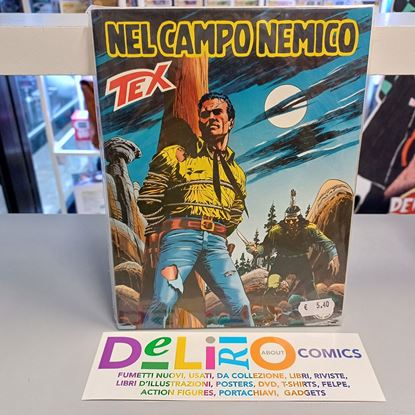 NEL CAMPO NEMICO
TEX
€ 5,40
DeLiRiO ABOUT COMICS
FUMETTI NUOVI, USATI, DA COLLEZIONE, LIBRI, RIVISTE,
LIBRI D'ILLUSTRAZIONI, POSTERS, DVD, T-SHIRTS, FELPE,
ACTION FIGURES, PORTACHIAVI, GADGETS